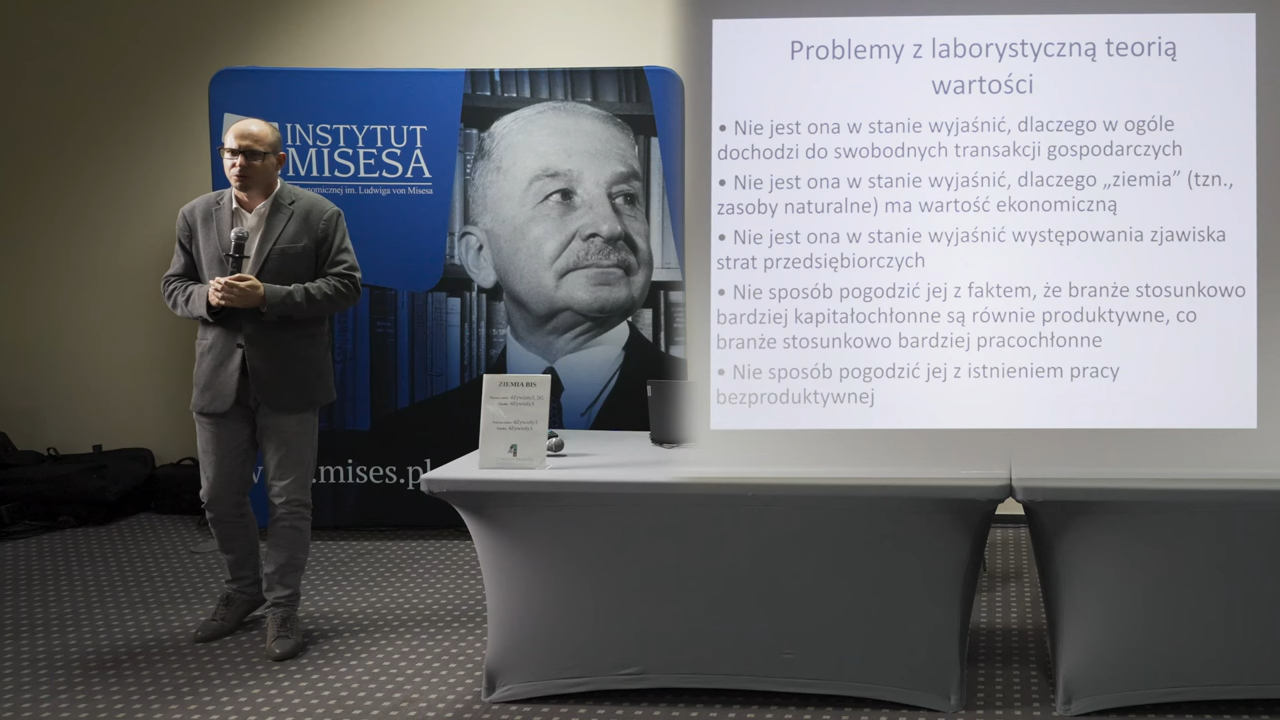 INSTYTUT
MISESA
onomicznej im. Ludwiga von Misesa
.mises.pl
ZIEMIA BIS
Problemy z laborystyczną teorią
wartości
• Nie jest ona w stanie wyjaśnić, dlaczego w ogóle
dochodzi do swobodnych transakcji gospodarczych
• Nie jest ona w stanie wyjaśnić, dlaczego „ziemia” (tzn.,
zasoby naturalne) ma wartość ekonomiczną
• Nie jest ona w stanie wyjaśnić występowania zjawiska
strat przedsiębiorczych
• Nie sposób pogodzić jej z faktem, że branże stosunkowo
bardziej kapitałochłonne są równie produktywne, co
branże stosunkowo bardziej pracochłonne
• Nie sposób pogodzić jej z istnieniem pracy
bezproduktywnej